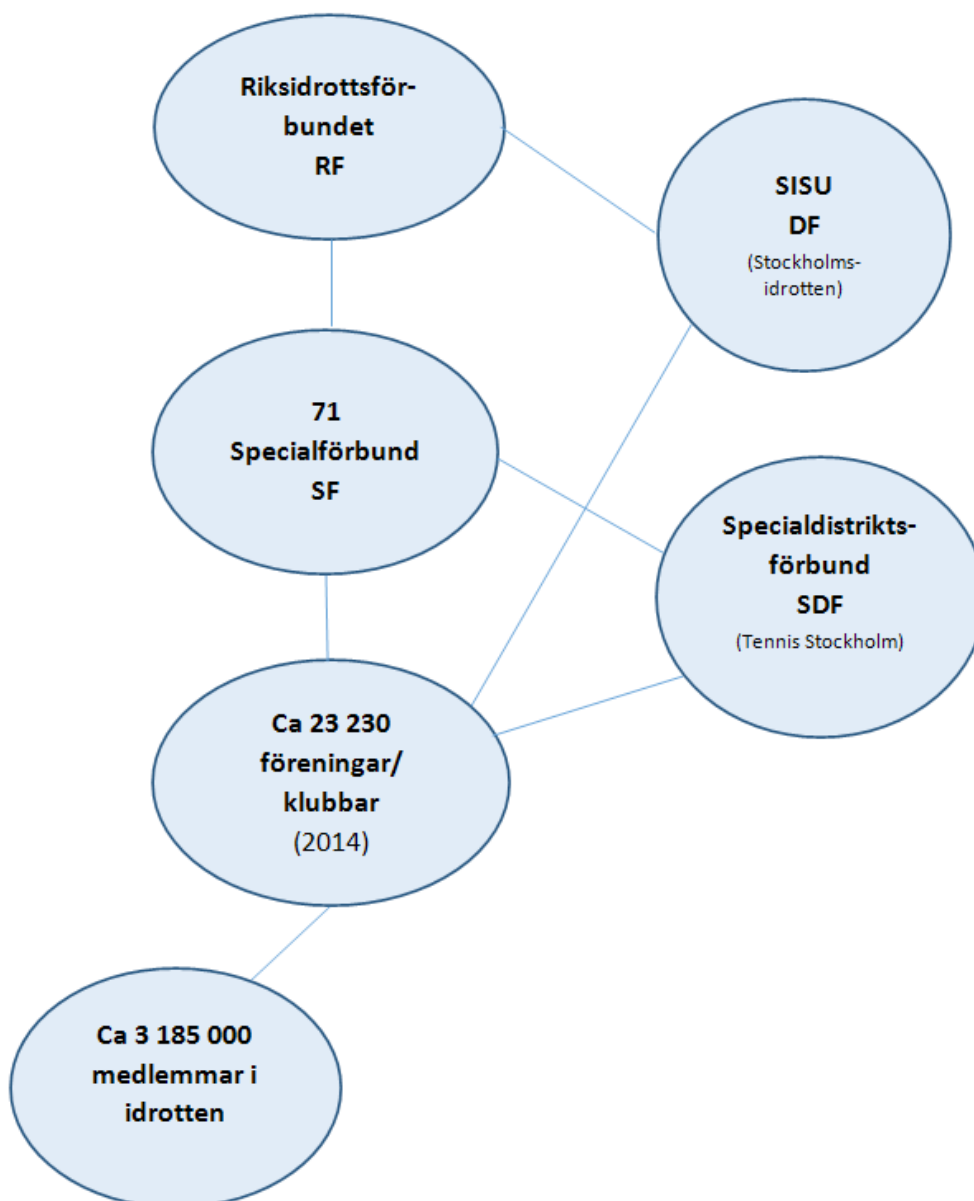 Riksidrottsför-
bundet
RF
SISU
DF
(Stockholms-
idrotten)
71
Specialförbund
SF
Specialdistrikts-
förbund
SDF
(Tennis Stockholm)
Ca 23 230
föreningar/
klubbar
(2014)
Ca 3 185 000
medlemmar i
idrotten